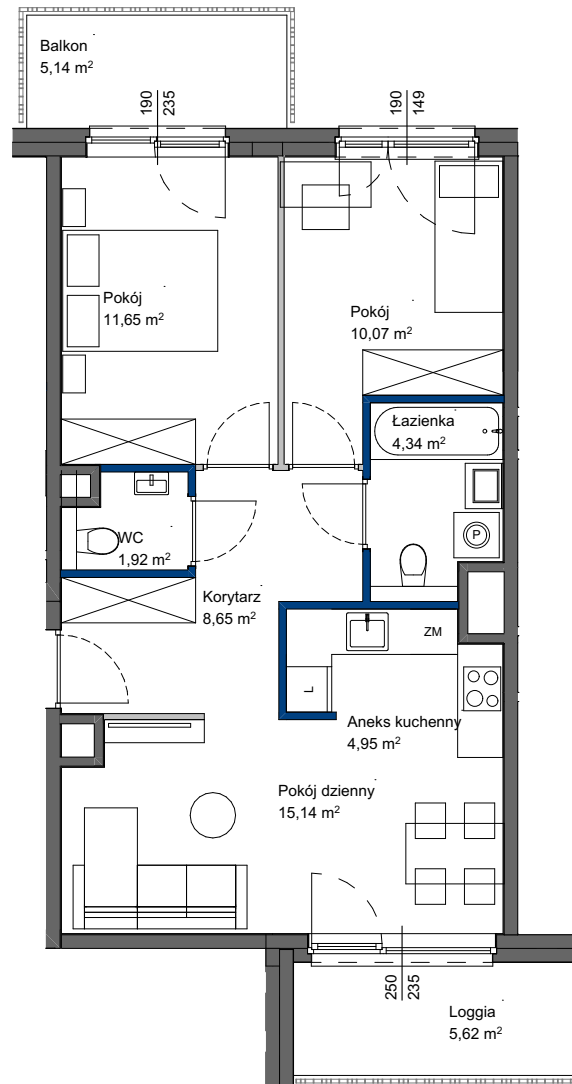 Balkon
5,14 m²
190
235
190
149
Pokój
11,65 m²
Pokój
10,07 m²
Łazienka
4,34 m²
P
WC
1,92 m²
Korytarz
8,65 m²
ZM
L
Aneks kuchenny
4,95 m²
Pokój dzienny
15,14 m²
250
235
Loggia
5,62 m²